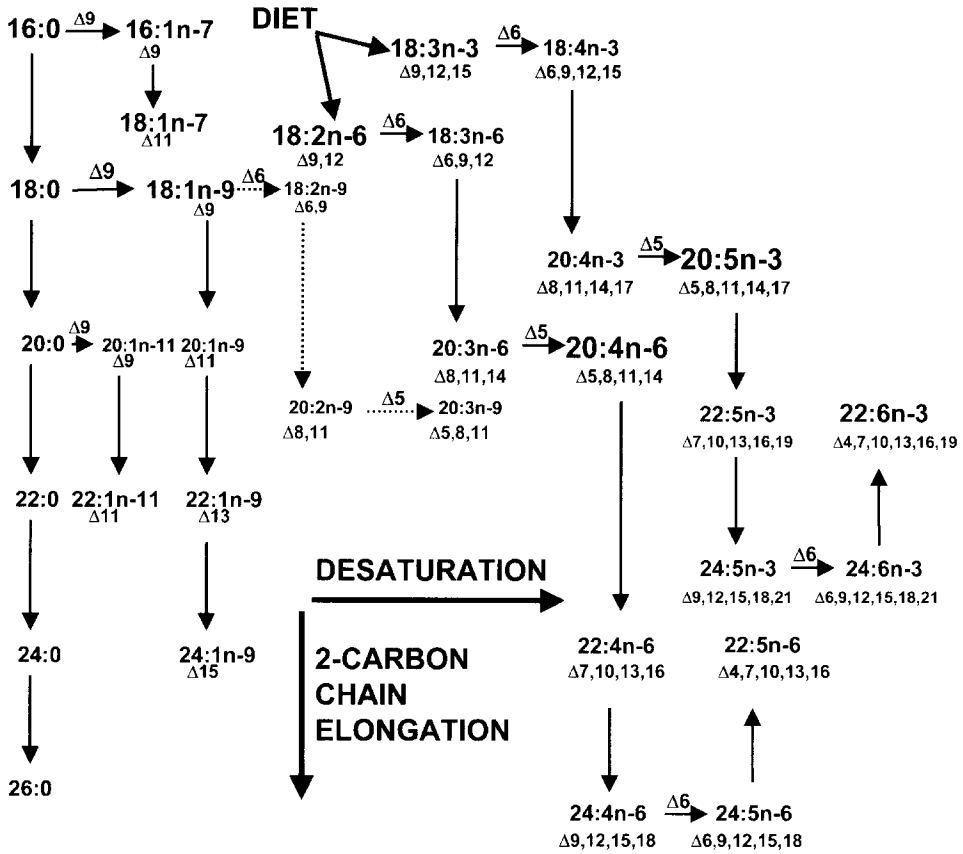 16:0 Δ9 16:1n-7
Δ9
18:1n-7
Δ11
DIET
18:3n-3 Δ6 18:4n-3
Δ9,12,15 Δ6,9,12,15
18:2n-6 Δ6 18:3n-6
Δ9,12 Δ6,9,12
18:0 Δ9 18:1n-9 Δ6 18:2n-9
Δ9 Δ6,9
20:4n-3 Δ5 20:5n-3
Δ8,11,14,17 Δ5,8,11,14,17
20:0 Δ9 20:1n-11 20:1n-9
Δ9 Δ11
20:3n-6 Δ5 20:4n-6
Δ8,11,14 Δ5,8,11,14
20:2n-9 Δ5 20:3n-9
Δ8,11 Δ5,8,11
22:5n-3 22:6n-3
Δ7,10,13,16,19 Δ4,7,10,13,16,19
22:0 22:1n-11 22:1n-9
Δ11 Δ13
24:5n-3 Δ6 24:6n-3
Δ9,12,15,18,21 Δ6,9,12,15,18,21
DESATURATION
24:0 24:1n-9
Δ15
2-CARBON
CHAIN
ELONGATION
22:4n-6 22:5n-6
Δ7,10,13,16 Δ4,7,10,13,16
26:0
24:4n-6 Δ6 24:5n-6
Δ9,12,15,18 Δ6,9,12,15,18